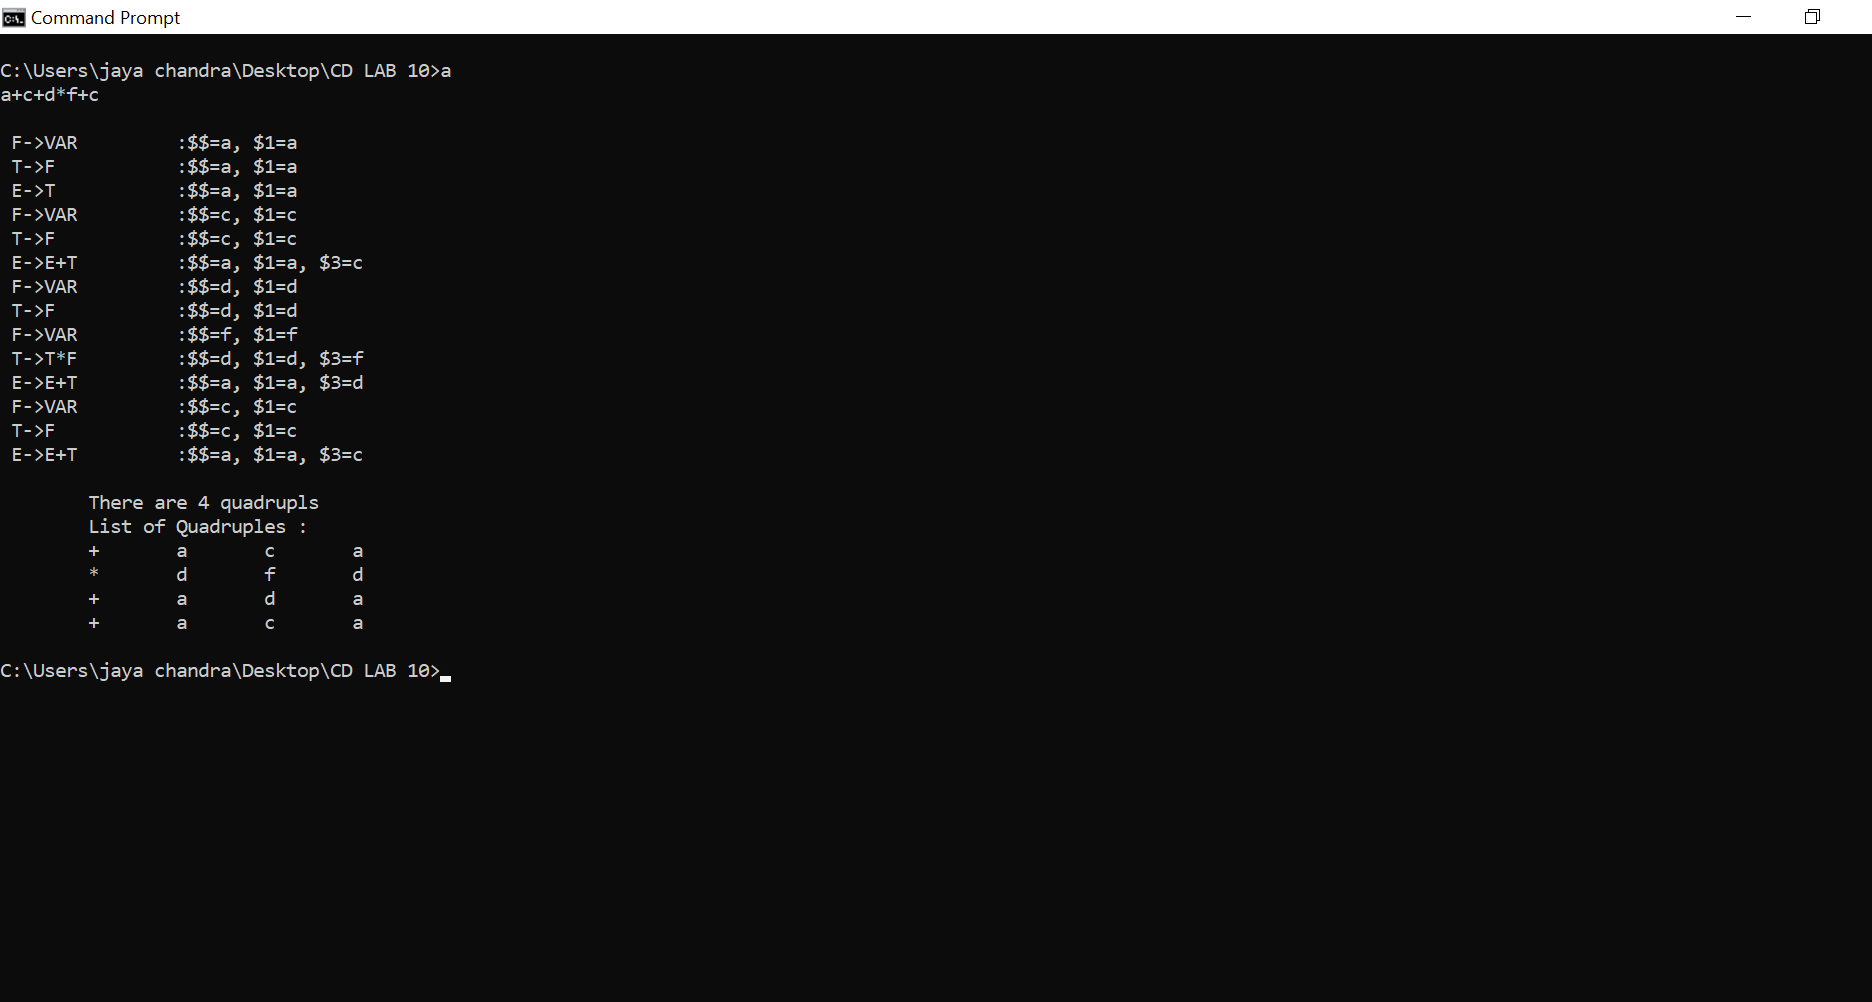 Command Prompt
C:\Users\jaya chandra\Desktop\CD LAB 10>a
a+c+d*f+c
F->VAR :$$=a, $1=a
T->F :$$=a, $1=a
E->T :$$=a, $1=a
F->VAR :$$=c, $1=c
T->F :$$=c, $1=c
E->E+T :$$=a, $1=a, $3=c
F->VAR :$$=d, $1=d
T->F :$$=d, $1=d
F->VAR :$$=f, $1=f
T->T*F :$$=d, $1=d, $3=f
E->E+T :$$=a, $1=a, $3=d
F->VAR :$$=c, $1=c
T->F :$$=c, $1=c
E->E+T :$$=a, $1=a, $3=c
There are 4 quadrupls
List of Quadruples :
+ a c a
* d f d
+ a d a
+ a c a
C:\Users\jaya chandra\Desktop\CD LAB 10>